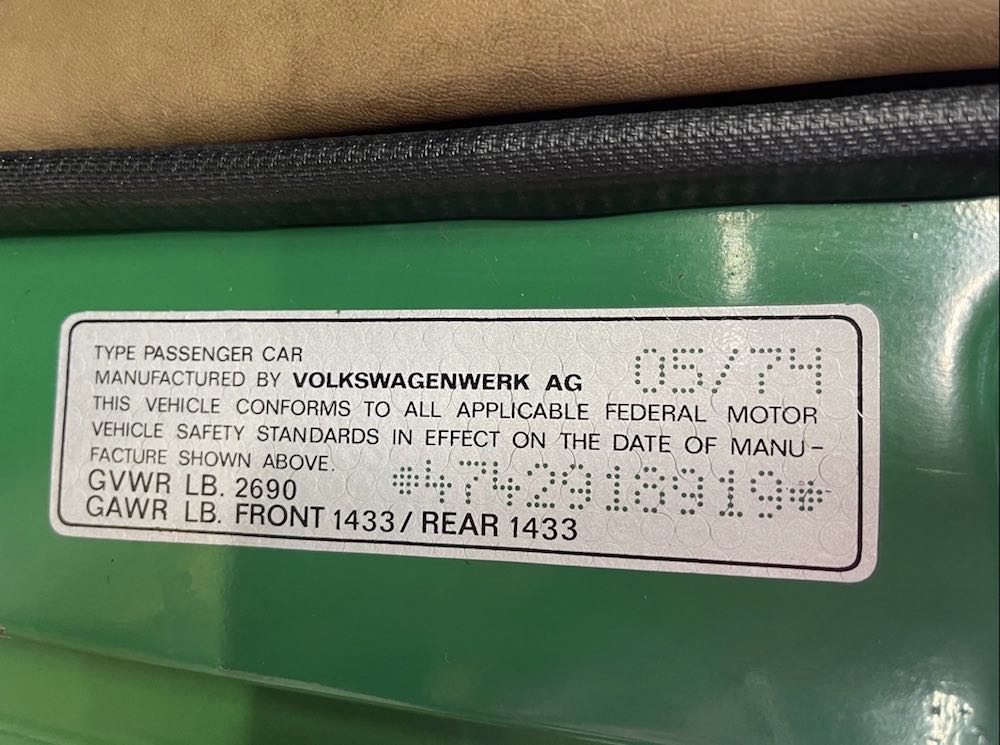 TYPE PASSENGER CAR
MANUFACTURED BY VOLKSWAGENWERK AG 05/74
THIS VEHICLE CONFORMS TO ALL APPLICABLE FEDERAL MOTOR
VEHICLE SAFETY STANDARDS IN EFFECT ON THE DATE OF MANU-
FACTURE SHOWN ABOVE.
GVWR LB. 2690 *4742918919*
GAWR LB. FRONT 1433/ REAR 1433